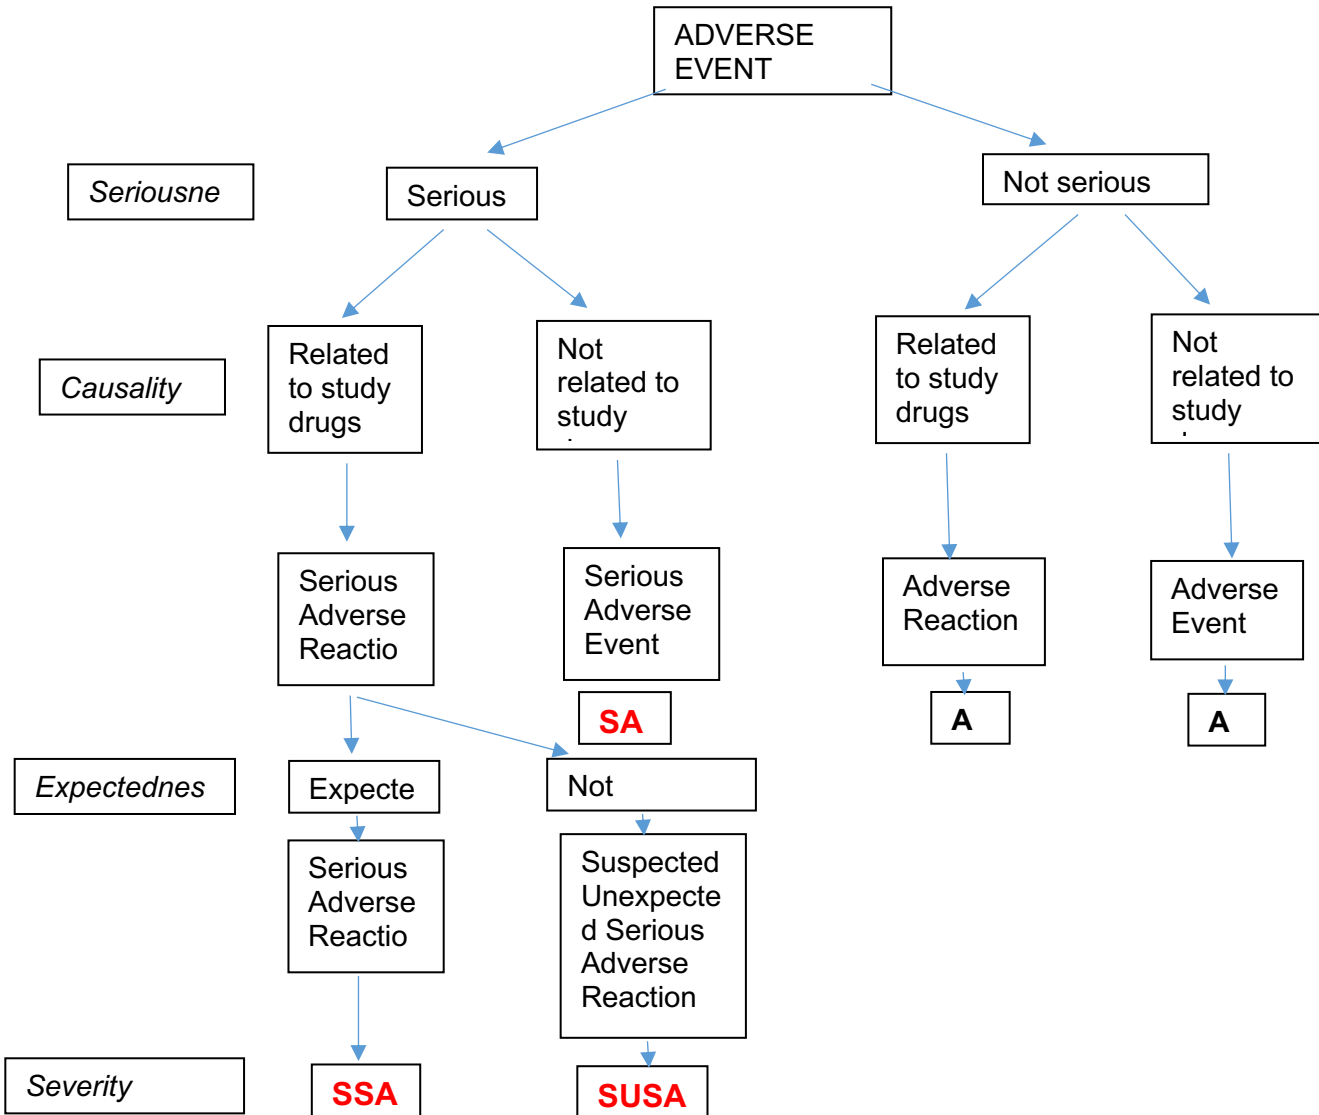 ADVERSE
EVENT
Seriousne
Serious
Not serious
Causality
Related
to study
drugs
Not
related to
study
Related
to study
drugs
Not
related to
study
Serious
Adverse
Reactio
Serious
Adverse
Event
Adverse
Reaction
Adverse
Event
SA
A
A
Expectednes
Expecte
Not
Serious
Adverse
Reactio
Suspected
Unexpecte
d Serious
Adverse
Reaction
Severity
SSA
SUSA